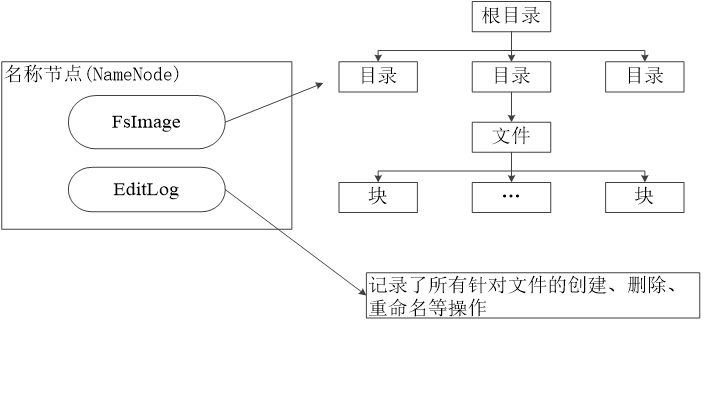 根目录
名称节点(NameNode)
目录
目录
目录
FsImage
文件
EditLog
块
…
块
记录了所有针对文件的创建、删除、
重命名等操作